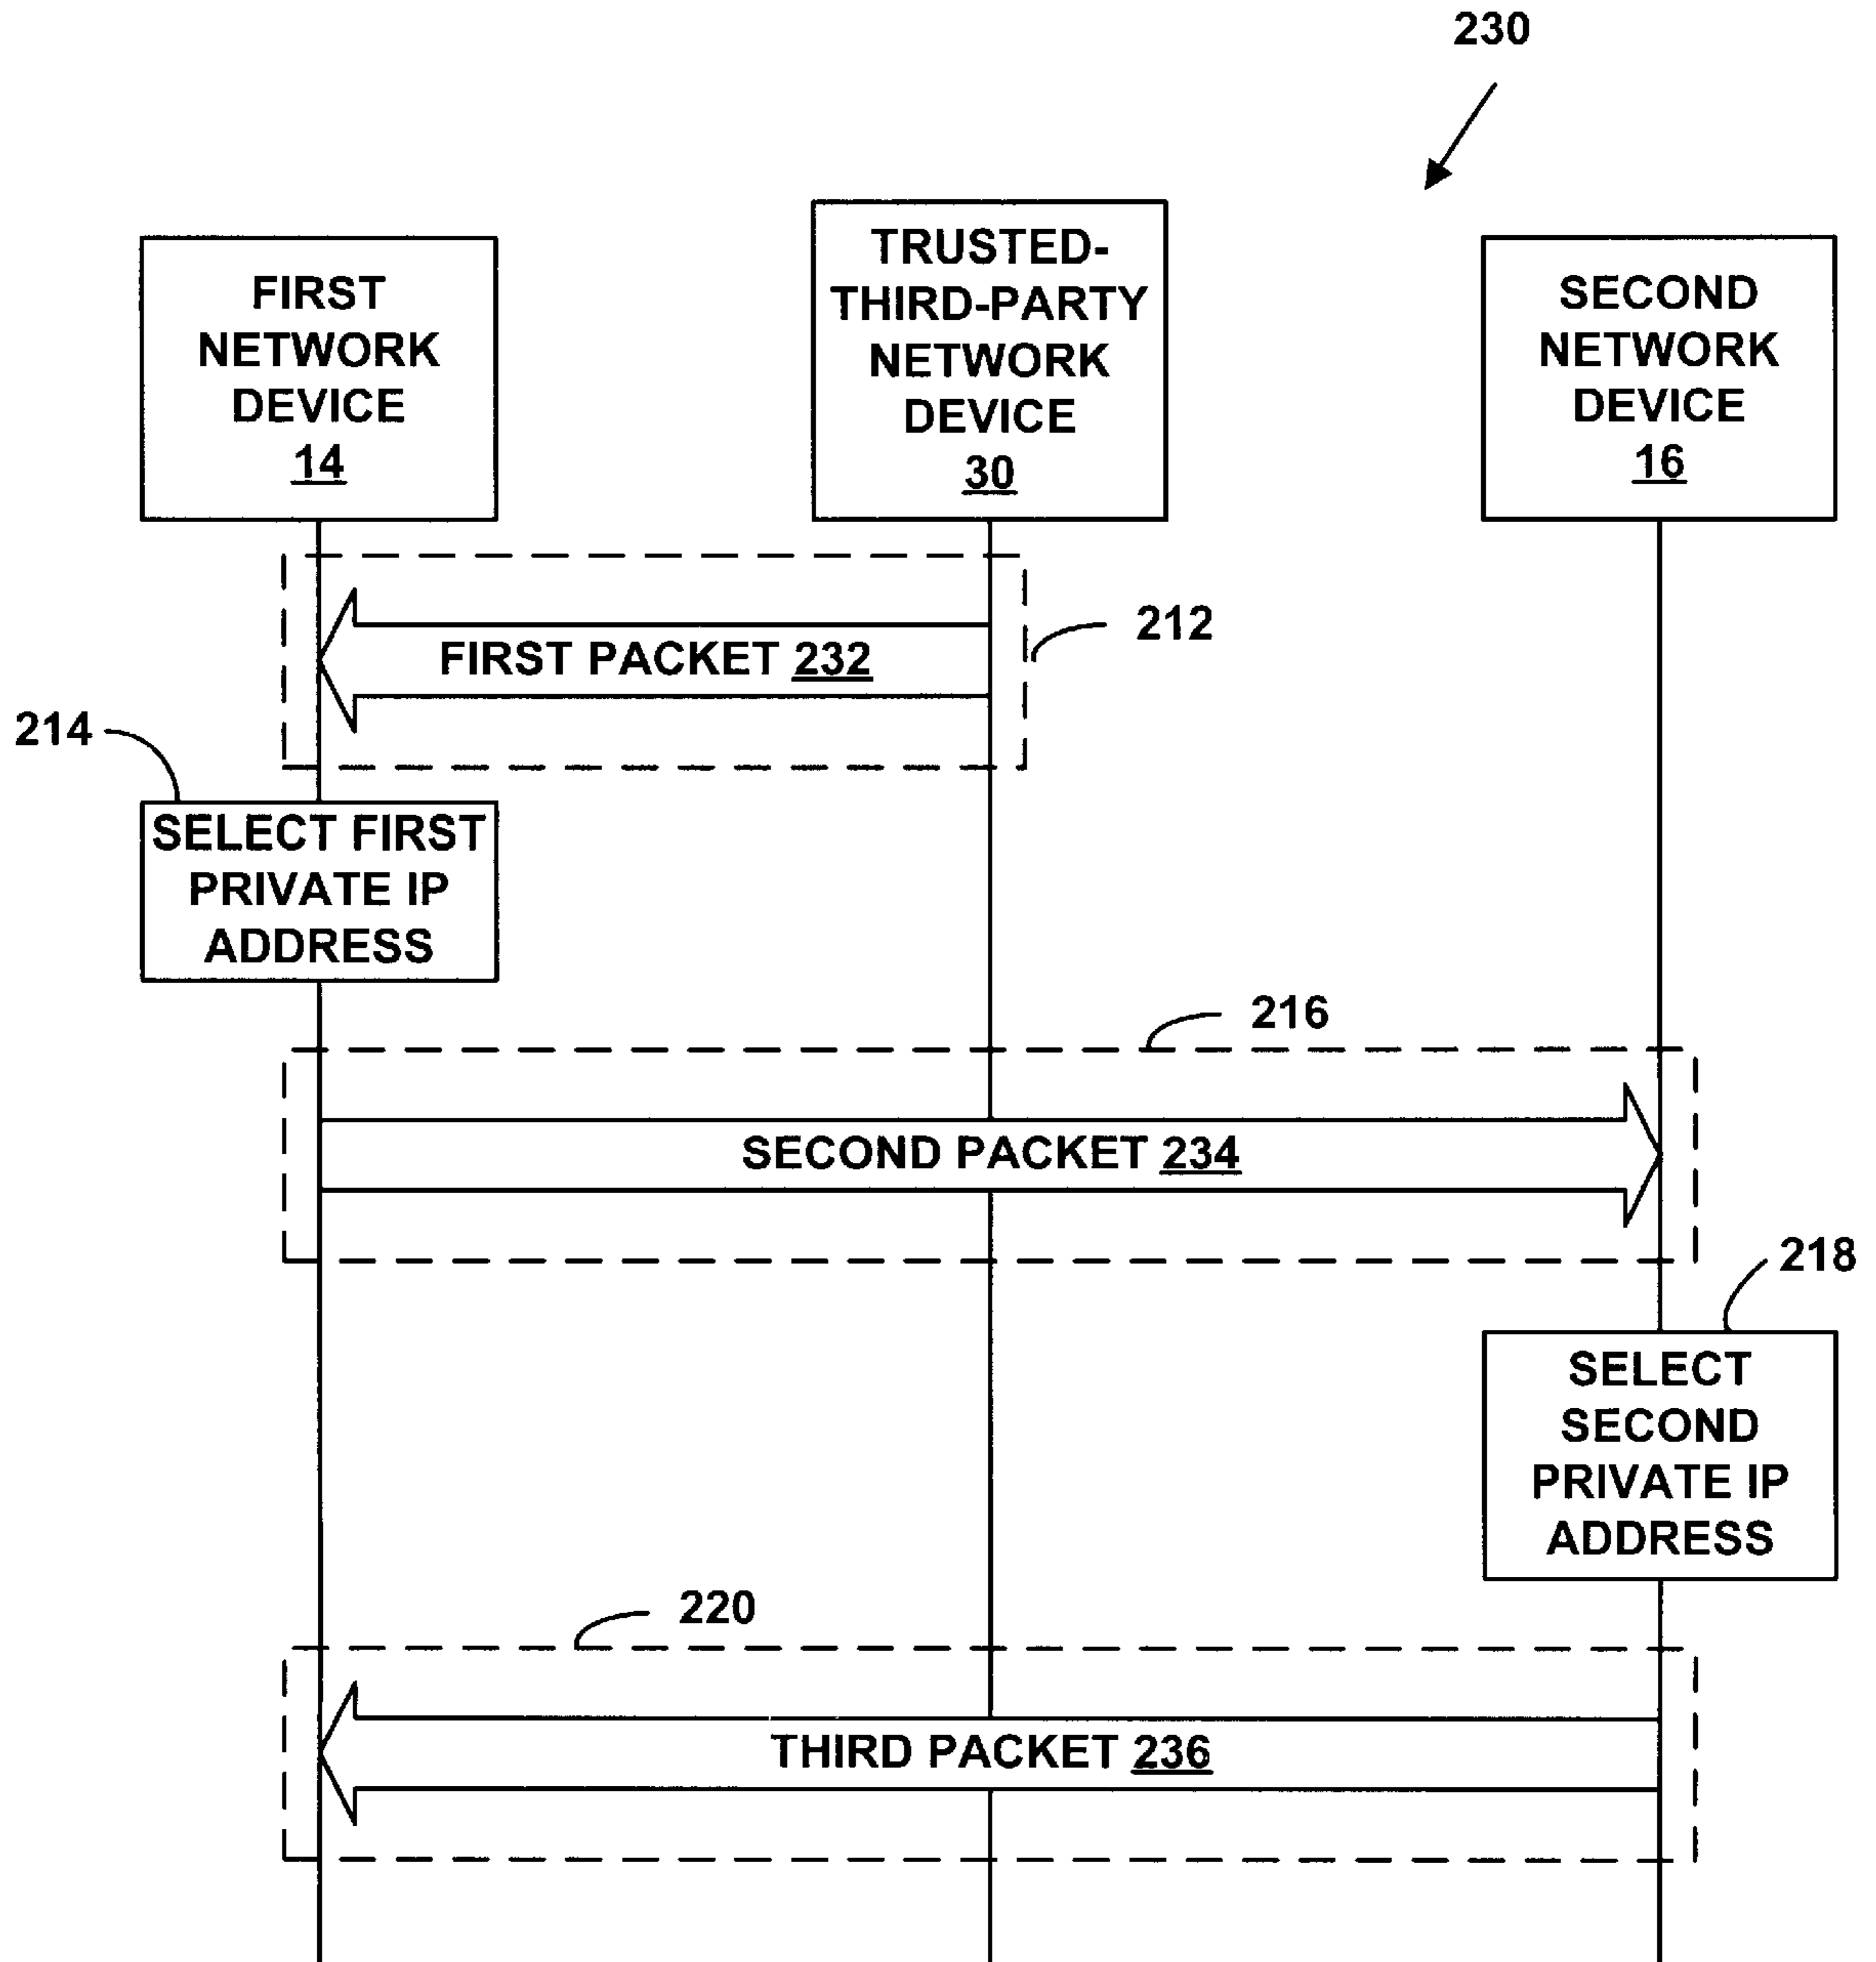 230
FIRST
NETWORK
DEVICE
14
TRUSTED-
THIRD-PARTY
NETWORK
DEVICE
30
SECOND
NETWORK
DEVICE
16
212
FIRST PACKET 232
214
SELECT FIRST
PRIVATE IP
ADDRESS
216
SECOND PACKET 234
218
SELECT
SECOND
PRIVATE IP
ADDRESS
220
THIRD PACKET 236